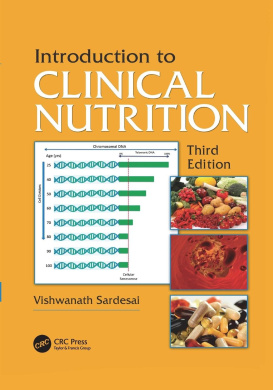 Introduction to
CLINICAL
NUTRITION
Third
Edition
Chromosomal DNA
Age (yrs)
Telomeric DNA
Cell Divisions
Cellular
Senescence
Vishwanath Sardesai
CRC Press
Taylor & Francis Group